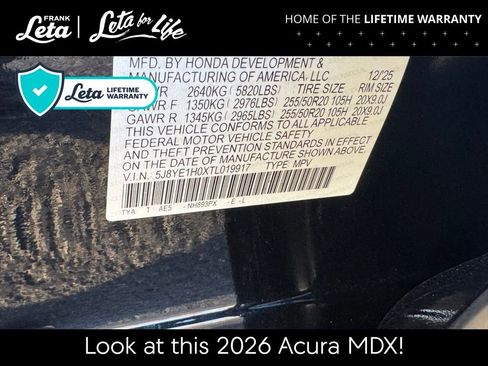 FRANK
Leta
Leta for Life
HOME OF THE LIFETIME WARRANTY
MFD. BY HONDA DEVELOPMENT &
MANUFACTURING OF AMERICA, LLC 12/25
R 2640KG (5820LBS) TIRE SIZE RIM SIZE
GAWR F 1350KG (2976LBS) 255/50R20 105H 20X9.0J
GAWR R 1345KG (2965LBS) 255/50R20 105H 20X9.0J
THIS VEHICLE CONFORMS TO ALL APPLICABLE
FEDERAL MOTOR VEHICLE SAFETY
AND THEFT PREVENTION STANDARDS IN EFFECT
ON THE DATE OF MANUFACTURE SHOWN ABOVE.
V.I.N. 5J8YE1H0XTL019917 TYPE: MPV
TYA T AE5 NH893PX - E - L
Leta LIFETIME WARRANTY
Look at this 2026 Acura MDX!